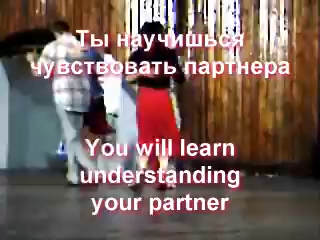 Ты научишься
чувствовать партнера
You will learn
understanding
your partner